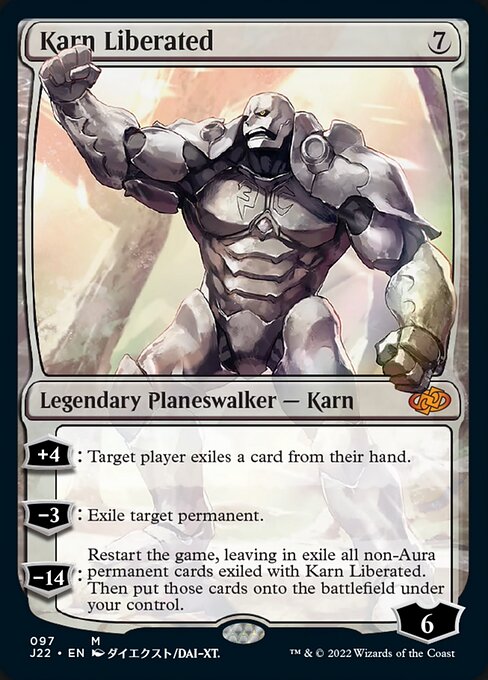 Karn Liberated 7
Legendary Planeswalker — Karn
+4 : Target player exiles a card from their hand.
−3 : Exile target permanent.
−14 : Restart the game, leaving in exile all non-Aura
permanent cards exiled with Karn Liberated.
Then put those cards onto the battlefield under
your control.
6
097 M
J22 • EN ダイエクスト/DAI-XT. ™ & © 2022 Wizards of the Coast